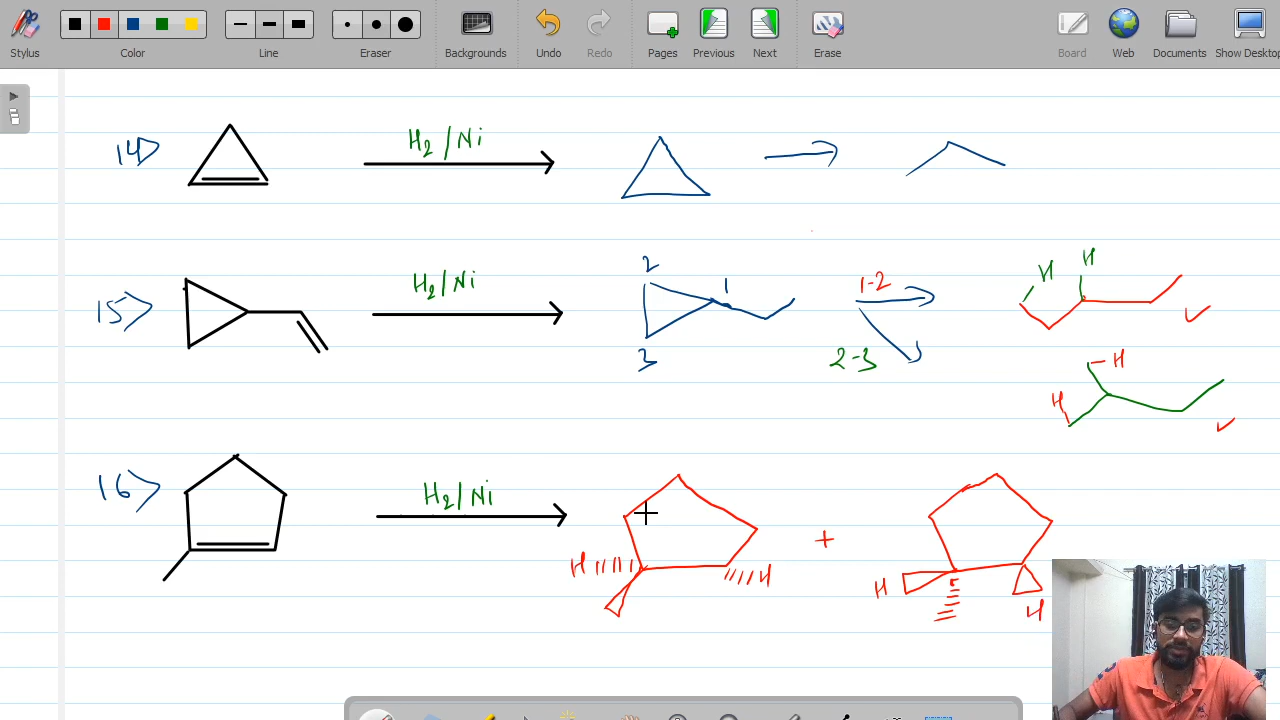 Stylus Color Line Eraser Backgrounds Undo Redo Pages Previous Next Erase Board Web Documents Show Desktop
14> H2/Ni
15> H2/Ni 2 1 3 1-2 2-3 H H
H H
16> H2/Ni H H + H H